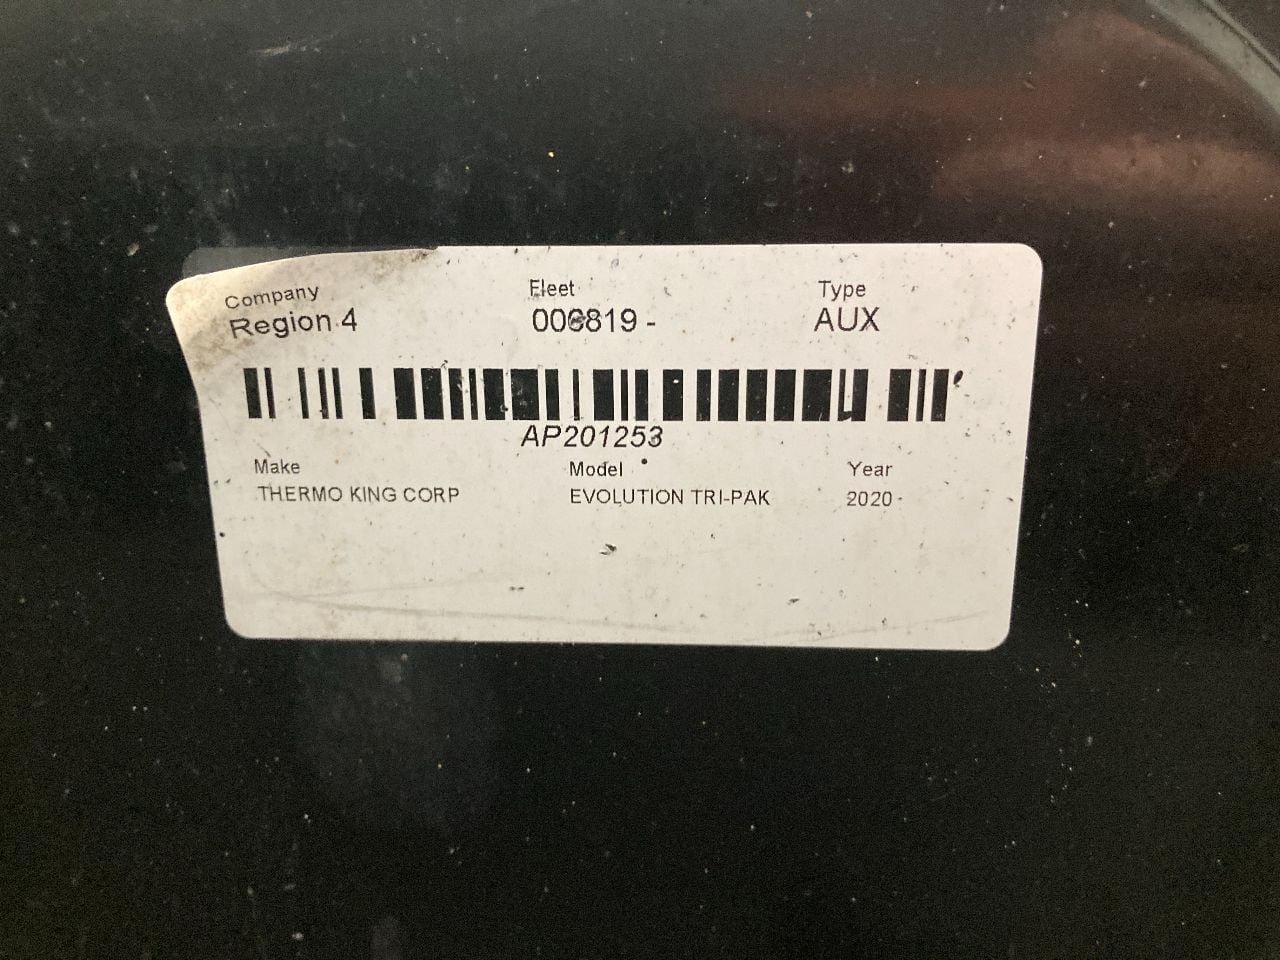 Company Fleet Type
Region 4 006819 - AUX
AP201253
Make Model Year
THERMO KING CORP EVOLUTION TRI-PAK 2020 -